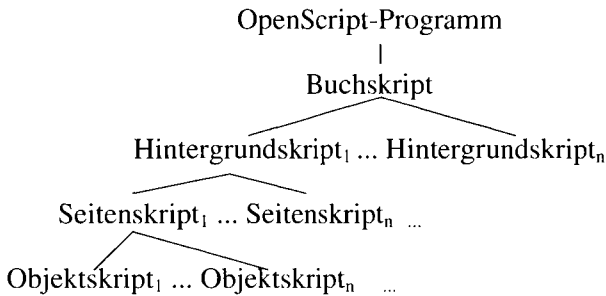 OpenScript-Programm
Buchskript
Hintergrundskript₁ ... Hintergrundskriptₙ
Seitenskript₁ ... Seitenskriptₙ ...
Objektskript₁ ... Objektskriptₙ ...